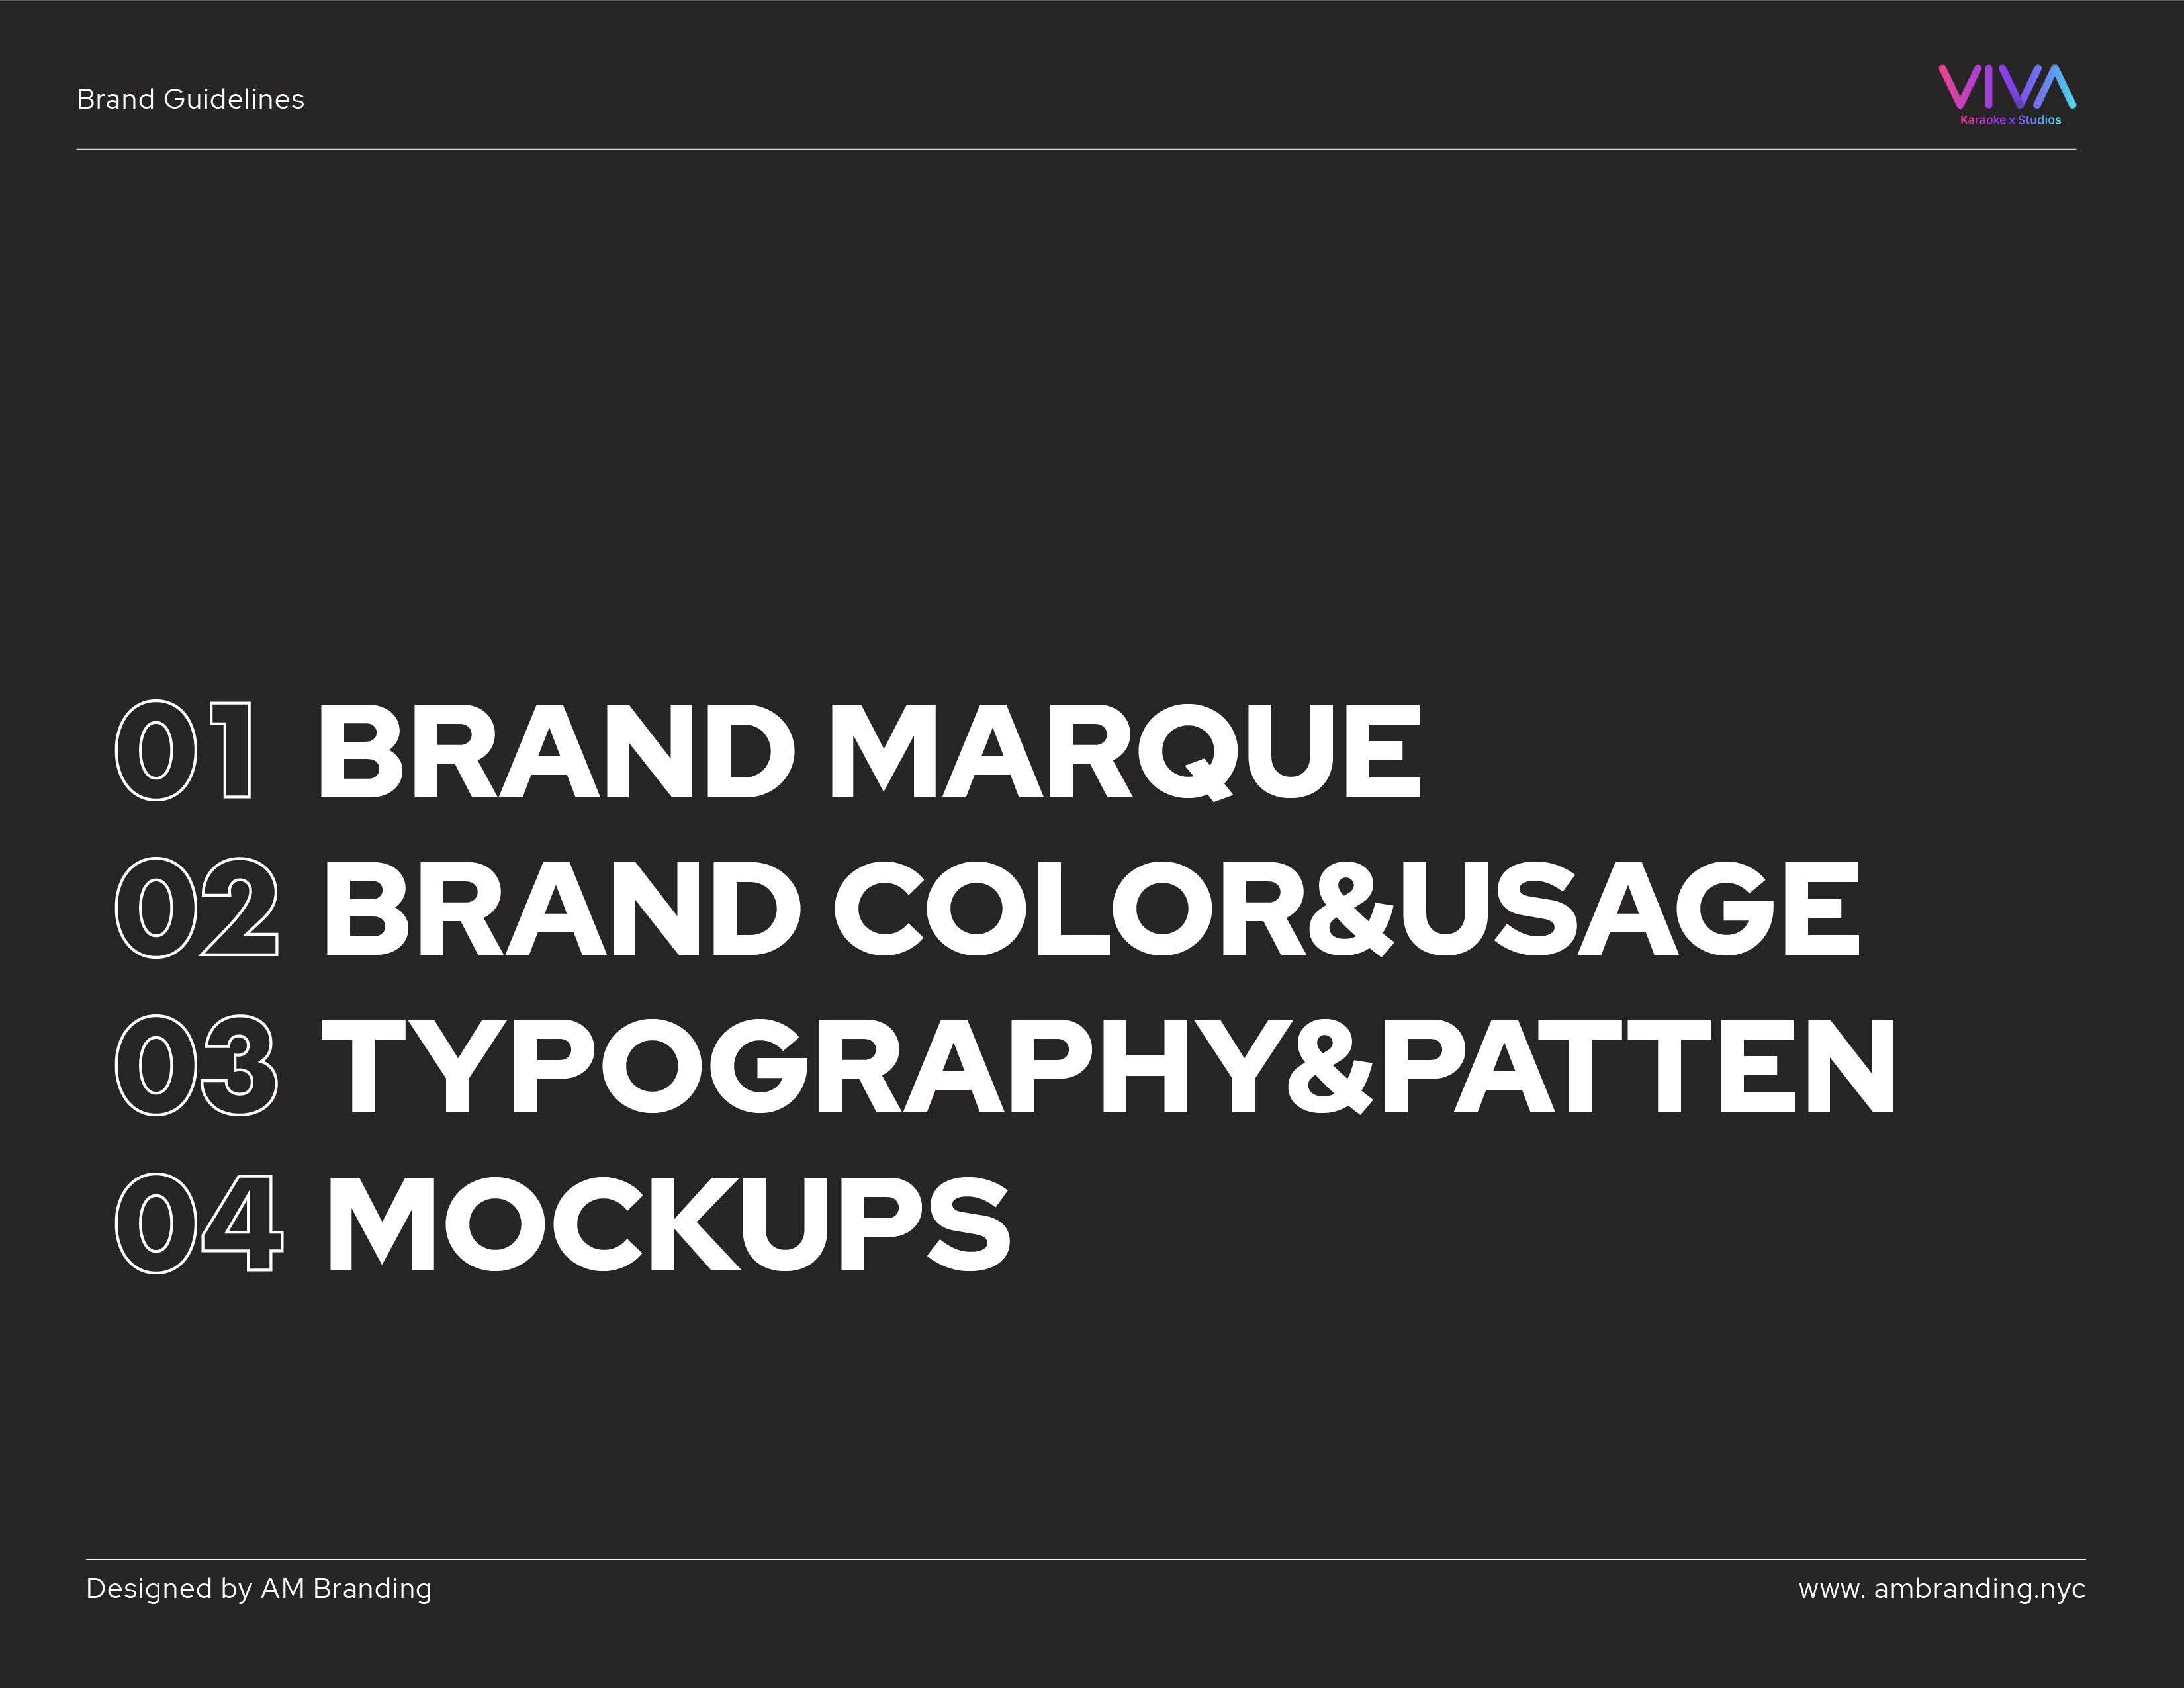 Brand Guidelines
VIVA
Karaoke x Studios
01 BRAND MARQUE
02 BRAND COLOR&USAGE
03 TYPOGRAPHY&PATTEN
04 MOCKUPS
Designed by AM Branding
www. ambranding.nyc